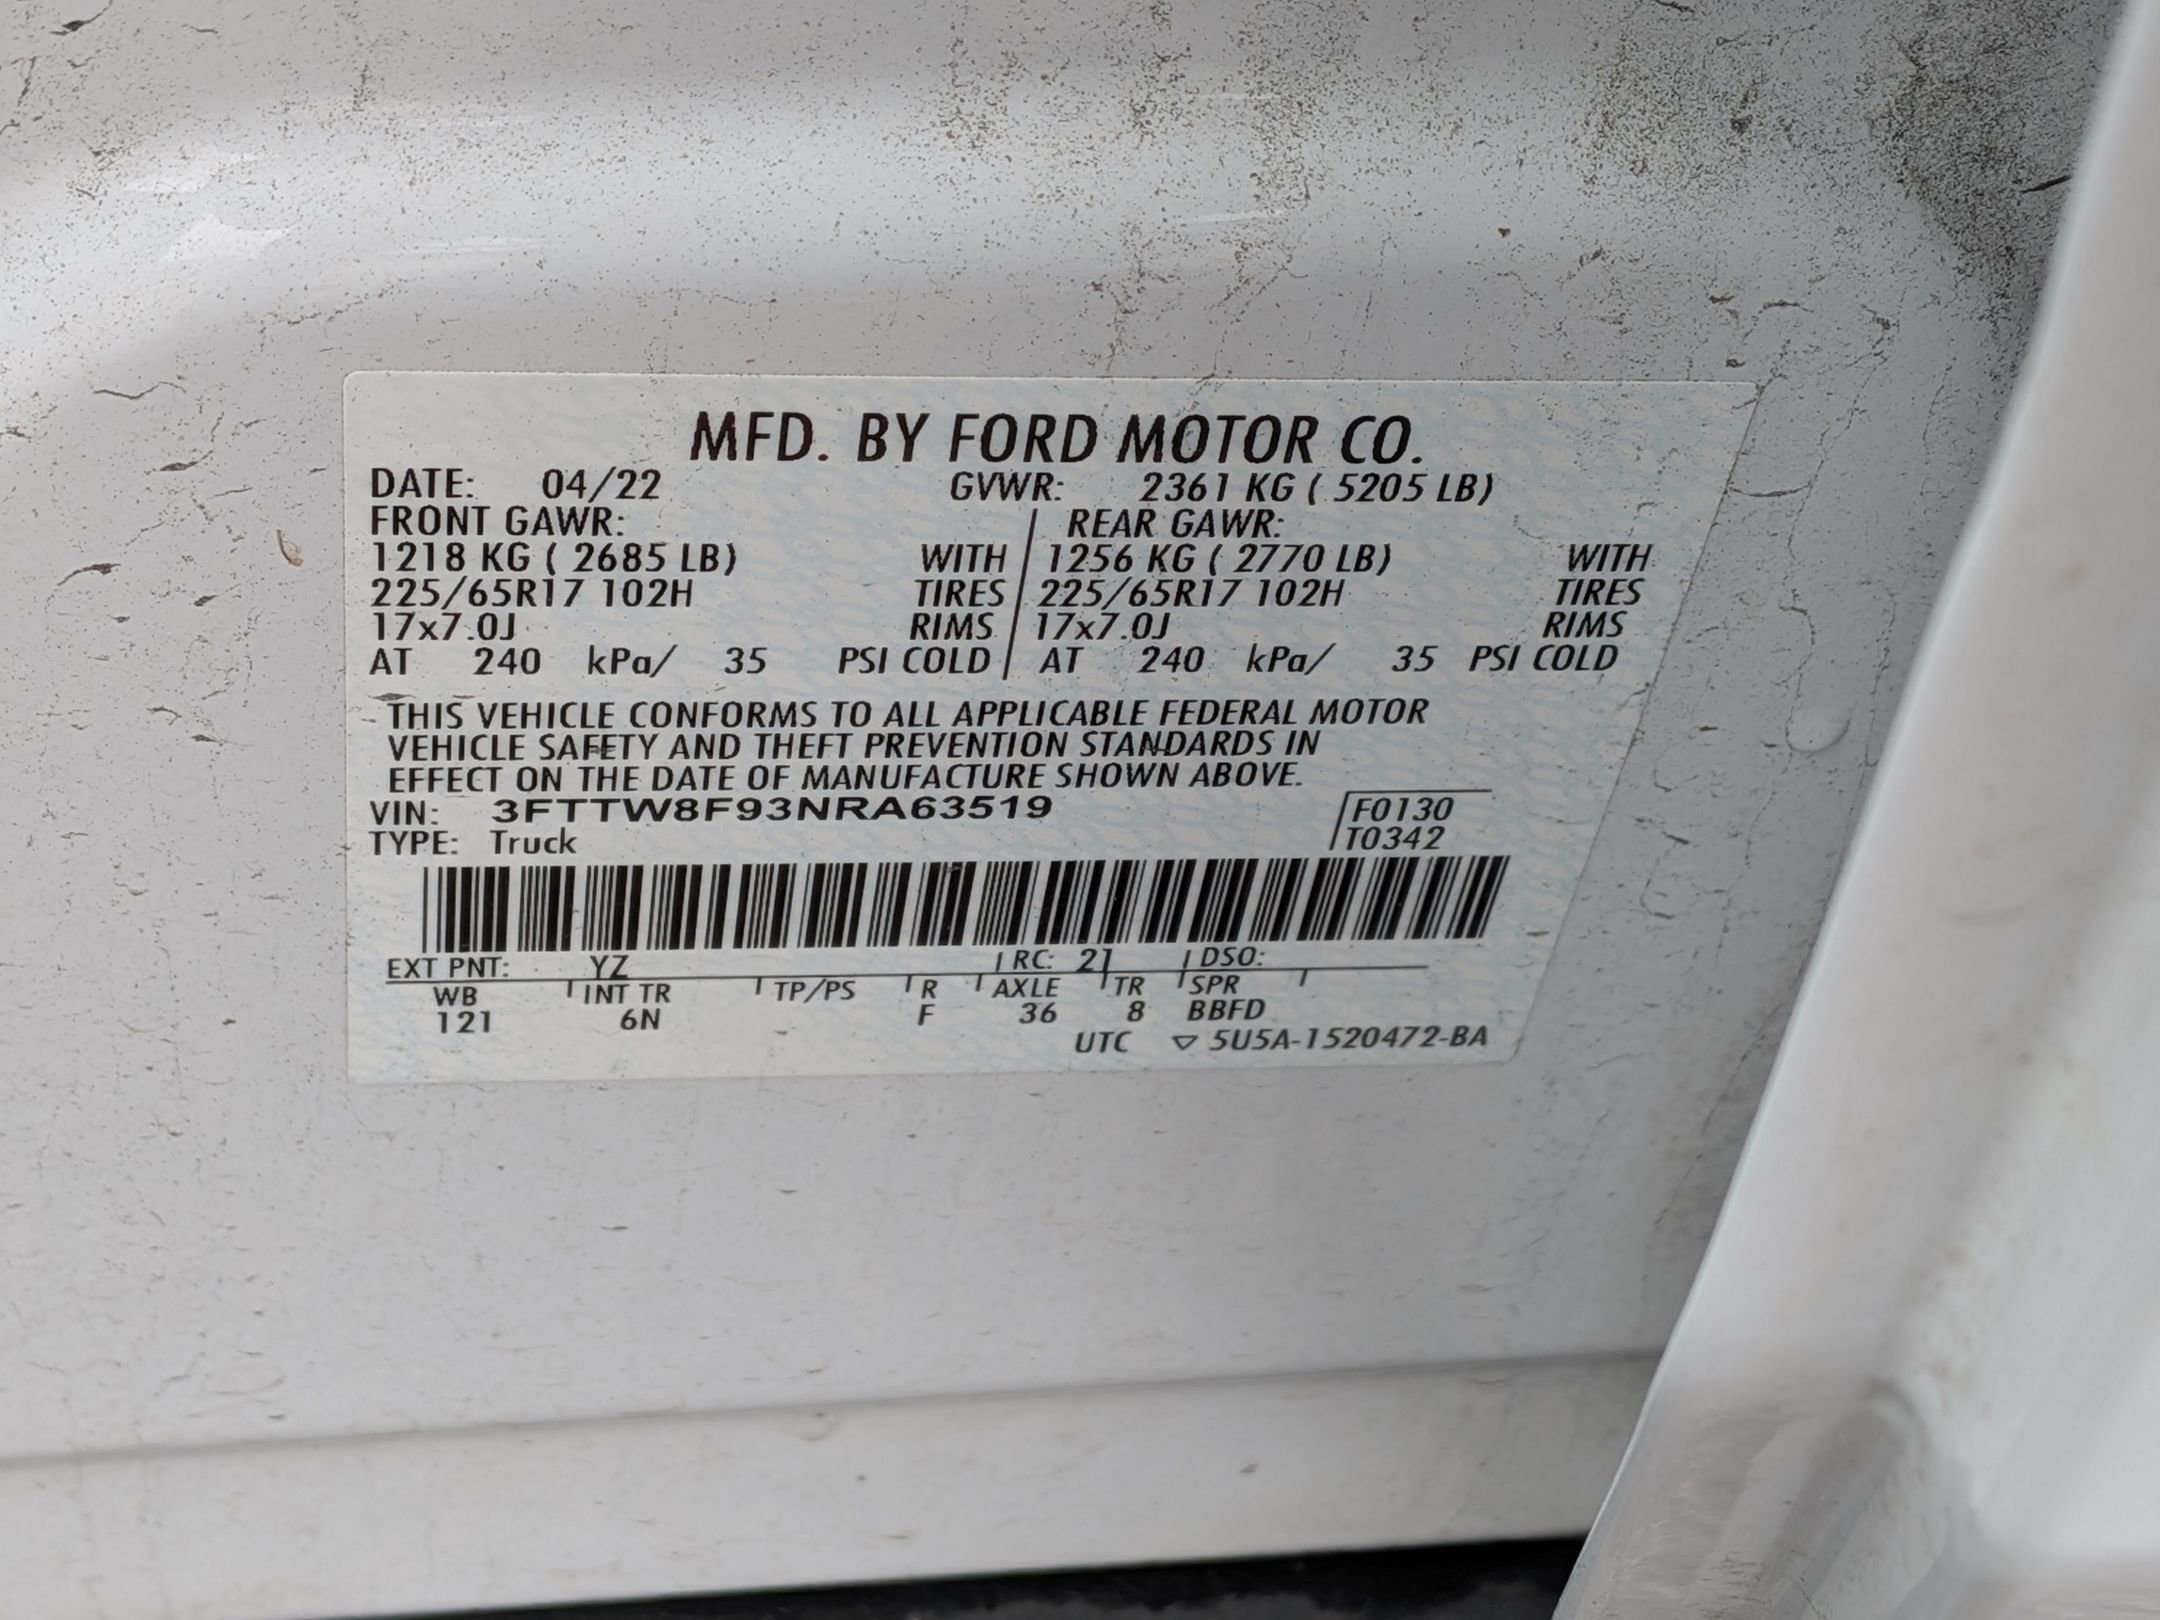 MFD. BY FORD MOTOR CO.
DATE: 04/22 GVWR: 2361 KG ( 5205 LB)
FRONT GAWR: REAR GAWR:
1218 KG ( 2685 LB) WITH 1256 KG ( 2770 LB) WITH
225/65R17 102H TIRES 225/65R17 102H TIRES
17x7.0J RIMS 17x7.0J RIMS
AT 240 kPa/ 35 PSI COLD AT 240 kPa/ 35 PSI COLD
THIS VEHICLE CONFORMS TO ALL APPLICABLE FEDERAL MOTOR
VEHICLE SAFETY AND THEFT PREVENTION STANDARDS IN
EFFECT ON THE DATE OF MANUFACTURE SHOWN ABOVE.
VIN: 3FTTW8F93NRA63519 F0130
TYPE: Truck T0342
EXT PNT: YZ RC: 21 DSO:
WB INT TR TP/PS R AXLE TR SPR
121 6N F 36 8 BBFD
UTC ▽ 5U5A-1520472-BA